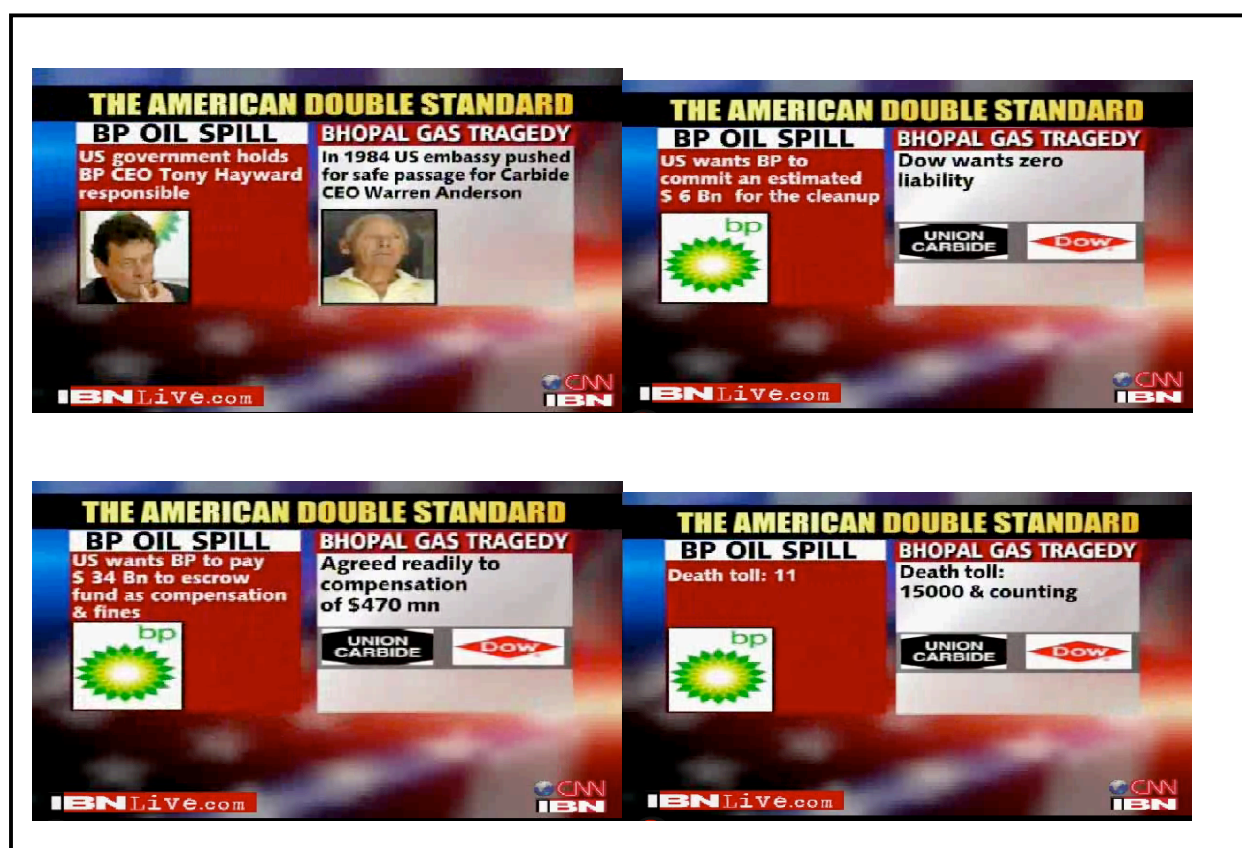 THE AMERICAN DOUBLE STANDARD
BP OIL SPILL
US government holds
BP CEO Tony Hayward
responsible
BHOPAL GAS TRAGEDY
In 1984 US embassy pushed
for safe passage for Carbide
CEO Warren Anderson
IBNLive.com
CNN
IBN
THE AMERICAN DOUBLE STANDARD
BP OIL SPILL
US wants BP to
commit an estimated
$ 6 Bn for the cleanup
bp
BHOPAL GAS TRAGEDY
Dow wants zero
liability
UNION
CARBIDE
Dow
IBNLive.com
CNN
IBN
THE AMERICAN DOUBLE STANDARD
BP OIL SPILL
US wants BP to pay
$ 34 Bn to escrow
fund as compensation
& fines
bp
BHOPAL GAS TRAGEDY
Agreed readily to
compensation
of $470 mn
UNION
CARBIDE
Dow
IBNLive.com
CNN
IBN
THE AMERICAN DOUBLE STANDARD
BP OIL SPILL
Death toll: 11
bp
BHOPAL GAS TRAGEDY
Death toll:
15000 & counting
UNION
CARBIDE
Dow
IBNLive.com
CNN
IBN